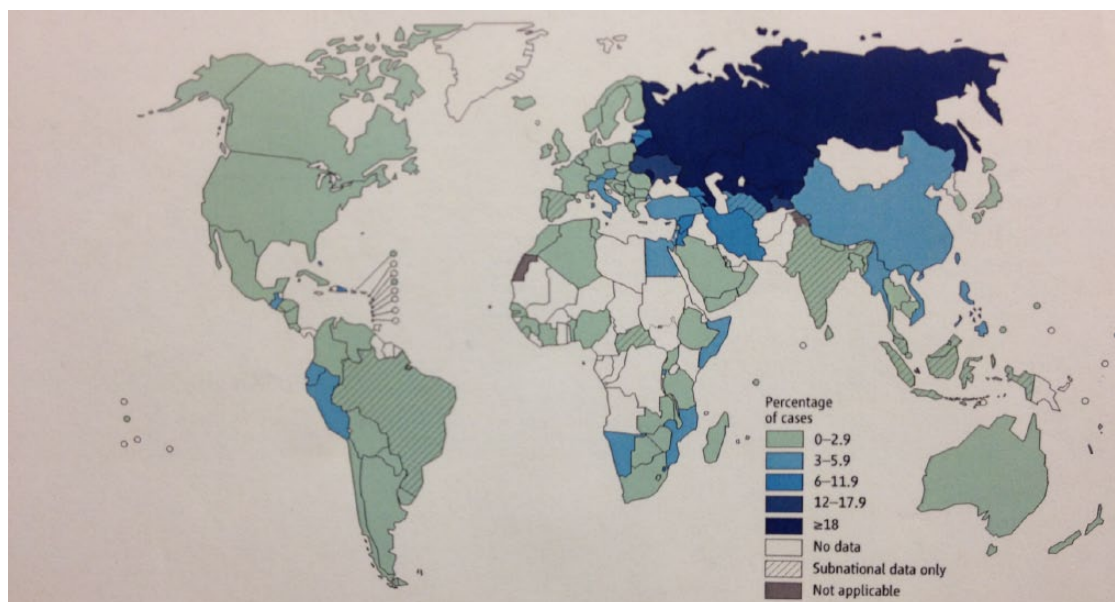 Percentage
of cases
0–2.9
3–5.9
6–11.9
12–17.9
≥18
No data
Subnational data only
Not applicable